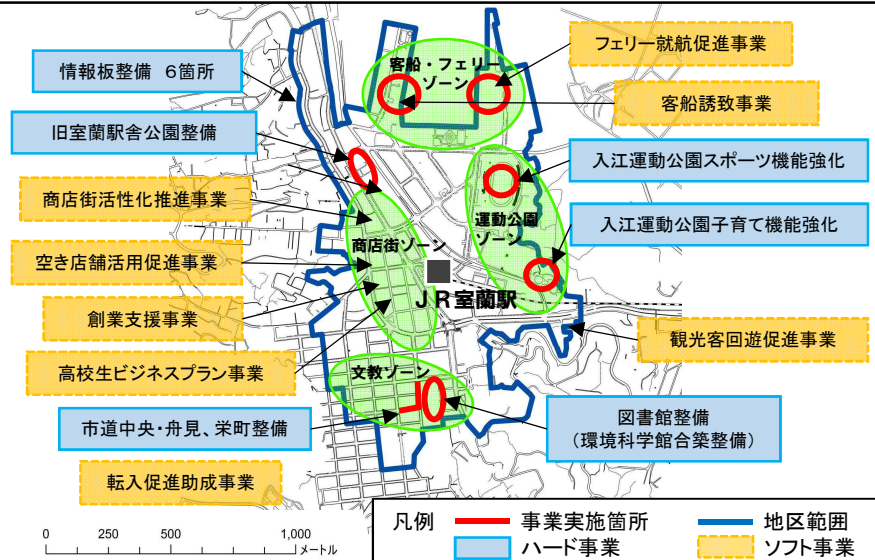 客船・フェリー
ゾーン
フェリー就航促進事業
情報板整備 6箇所
客船誘致事業
旧室蘭駅舎公園整備
入江運動公園スポーツ機能強化
商店街活性化推進事業
運動公園
ゾーン
入江運動公園子育て機能強化
商店街ゾーン
空き店舗活用促進事業
JR室蘭駅
創業支援事業
観光客回遊促進事業
高校生ビジネスプラン事業
文教ゾーン
市道中央・舟見、栄町整備
図書館整備
(環境科学館合築整備)
転入促進助成事業
凡例 事業実施箇所 地区範囲
ハード事業 ソフト事業
0 250 500 1,000
メートル